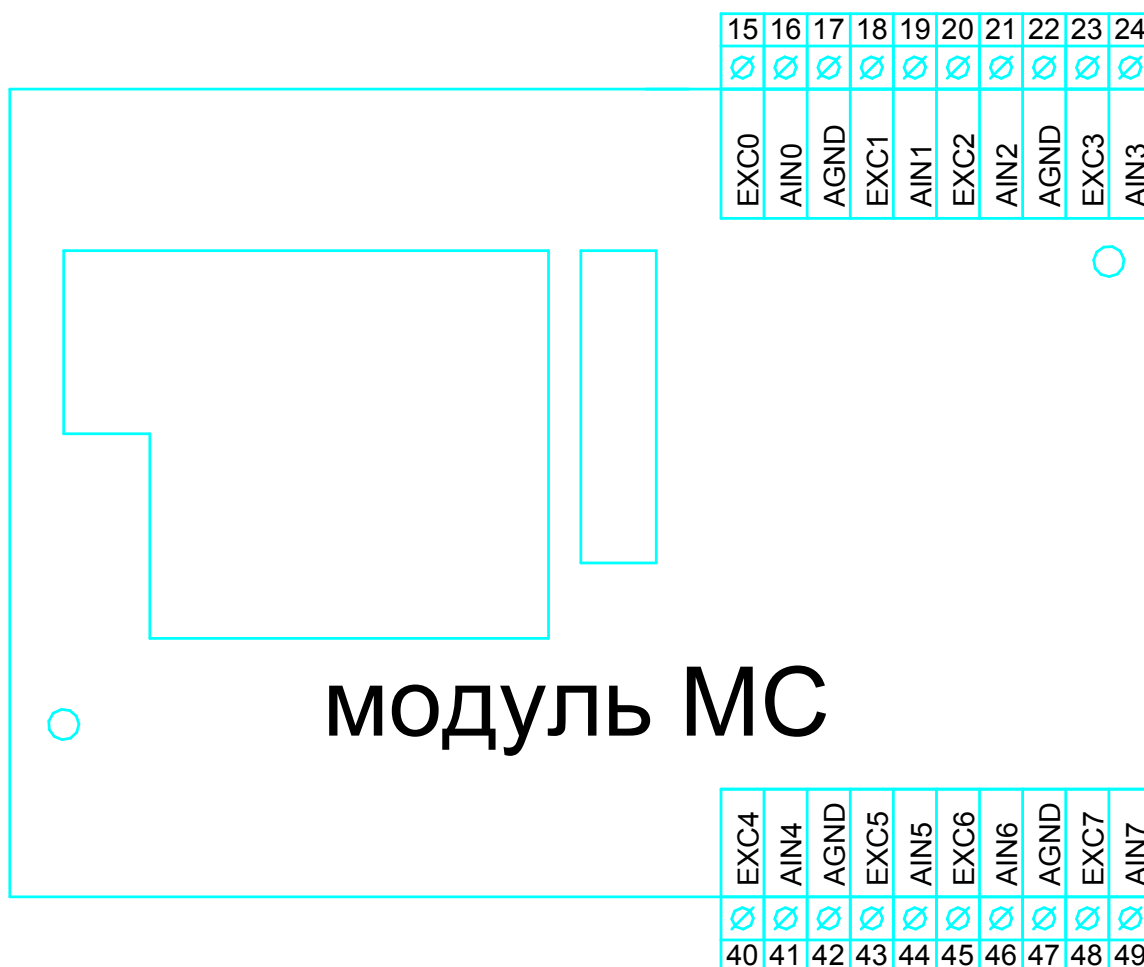 15 16 17 18 19 20 21 22 23 24
EXC0 AIN0 AGND EXC1 AIN1 EXC2 AIN2 AGND EXC3 AIN3
модуль МС
EXC4 AIN4 AGND EXC5 AIN5 EXC6 AIN6 AGND EXC7 AIN7
40 41 42 43 44 45 46 47 48 49